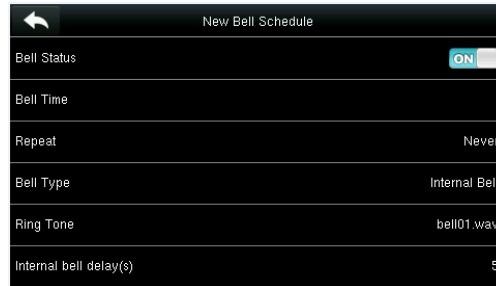 New Bell Schedule
Bell Status ON
Bell Time
Repeat Never
Bell Type Internal Bel
Ring Tone bell01.wav
Internal bell delay(s) 5